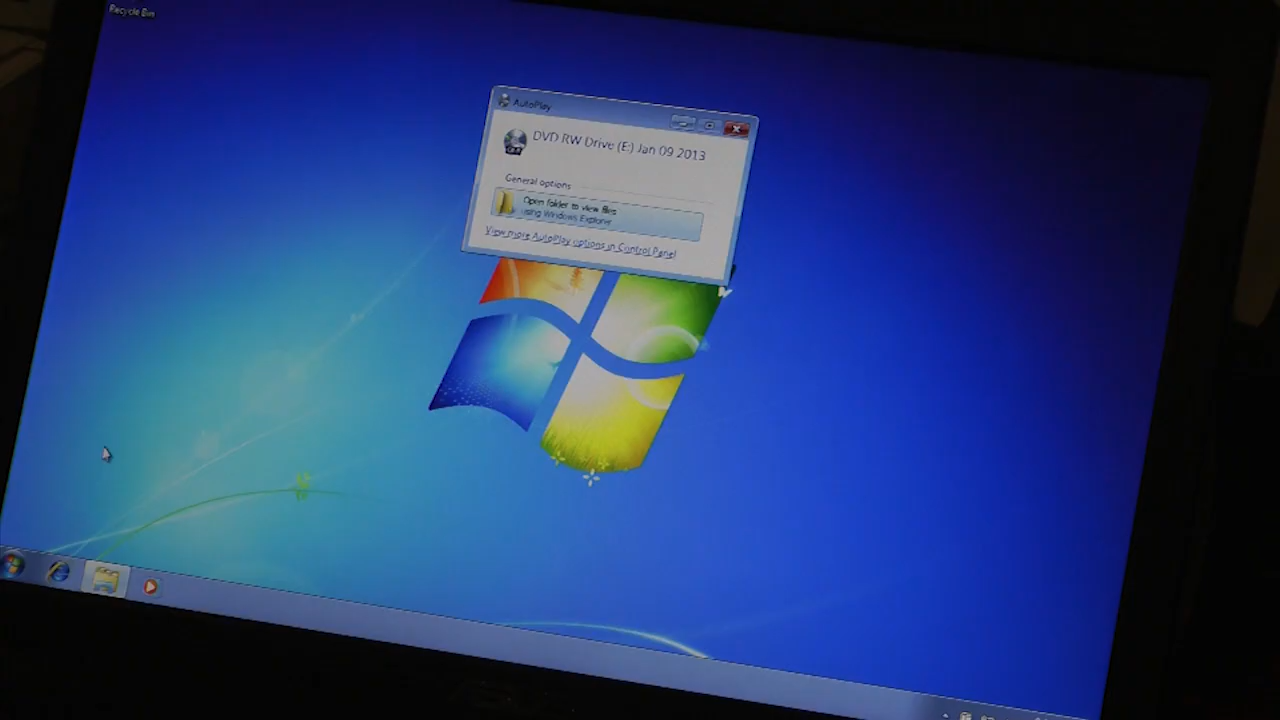 Recycle Bin
AutoPlay
DVD RW Drive (E:) Jan 09 2013
General options
Open folder to view files
using Windows Explorer
View more AutoPlay options in Control Panel